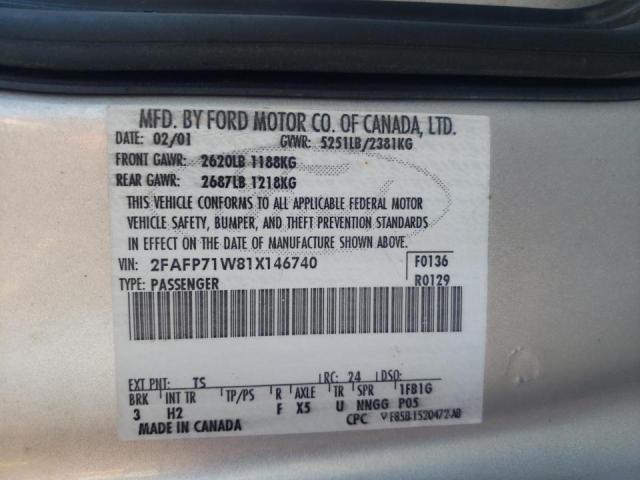 MFD. BY FORD MOTOR CO. OF CANADA, LTD.
DATE: 02/01 GVWR: 5251LB/2381KG
FRONT GAWR: 2620LB 1188KG
REAR GAWR: 2687LB 1218KG
THIS VEHICLE CONFORMS TO ALL APPLICABLE FEDERAL MOTOR
VEHICLE SAFETY, BUMPER, AND THEFT PREVENTION STANDARDS
IN EFFECT ON THE DATE OF MANUFACTURE SHOWN ABOVE.
VIN: 2FAFP71W81X146740 F0136
TYPE: PASSENGER R0129
EXT PNT: TS RC: 24 DSO:
BRK INT TR TP/PS R AXLE TR SPR 1FB1G
3 H2 F X5 U NNGG P05
MADE IN CANADA CPC F85B-1520472-AB